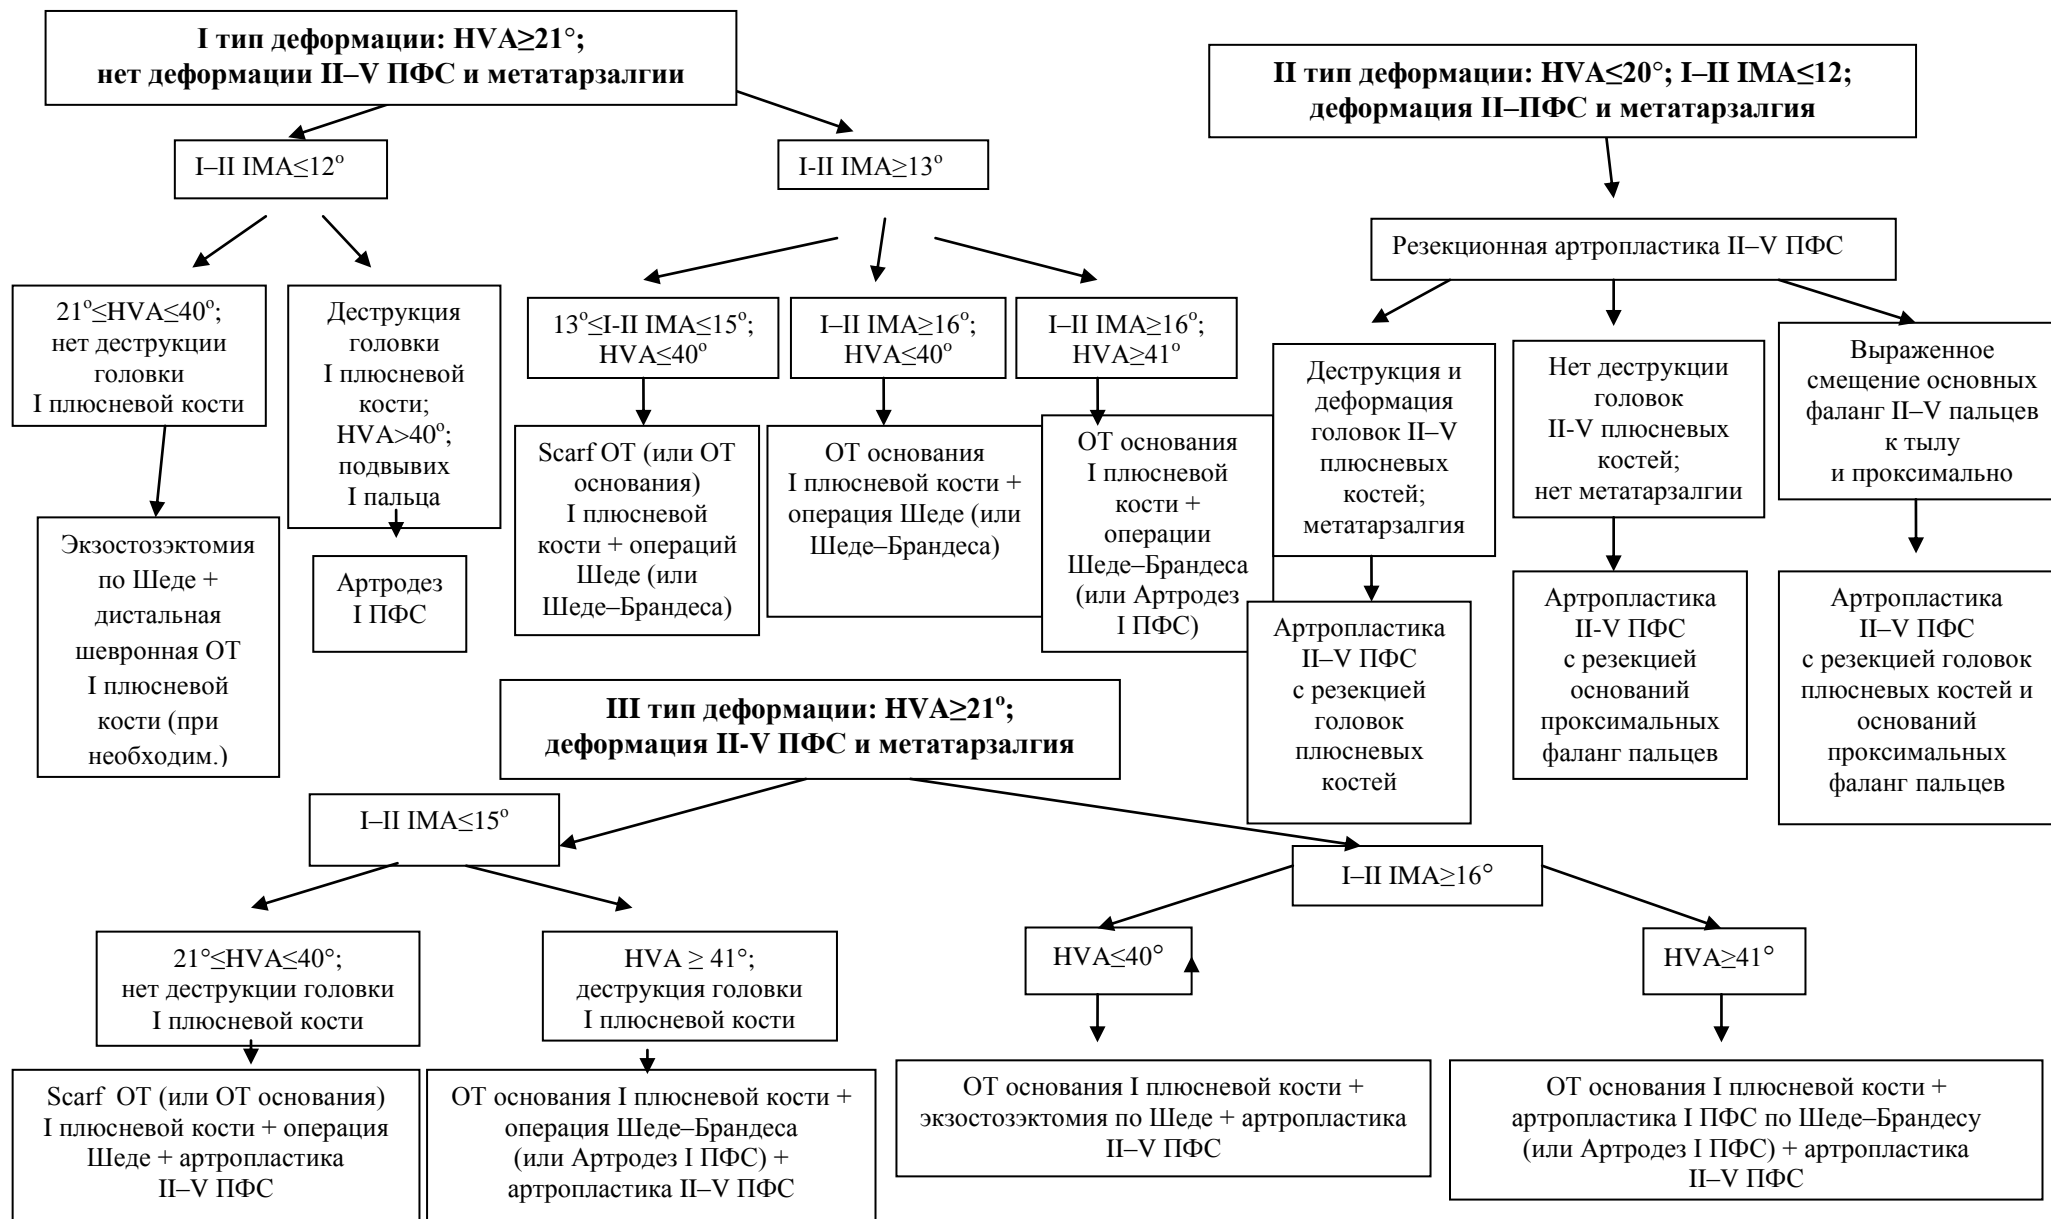 I тип деформации: HVA≥21°;
нет деформации II–V ПФС и метатарзалгии
II тип деформации: HVA≤20°; I–II IMA≤12;
деформация II–ПФС и метатарзалгия
I–II IMA≤12°
I-II IMA≥13°
Резекционная артропластика II–V ПФС
21°≤HVA≤40°;
нет деструкции
головки
I плюсневой кости
Деструкция
головки
I плюсневой
кости;
HVA>40°;
подвывих
I пальца
13°≤I-II IMA≤15°;
HVA≤40°
I–II IMA≥16°;
HVA≤40°
I–II IMA≥16°;
HVA≥41°
Деструкция и
деформация
головок II–V
плюсневых
костей;
метатарзалгия
Нет деструкции
головок
II-V плюсневых
костей;
нет метатарзалгии
Выраженное
смещение основных
фаланг II–V пальцев
к тылу
и проксимально
Экзостозэктомия
по Шеде +
дистальная
шевронная ОТ
I плюсневой
кости (при
необходим.)
Артродез
I ПФС
Scarf ОТ (или ОТ
основания)
I плюсневой
кости + операций
Шеде (или
Шеде–Брандеса)
ОТ основания
I плюсневой кости +
операция Шеде (или
Шеде–Брандеса)
ОТ основания
I плюсневой
кости +
операции
Шеде–Брандеса
(или Артродез
I ПФС)
Артропластика
II–V ПФС
с резекцией
головок
плюсневых
костей
Артропластика
II-V ПФС
с резекцией
оснований
проксимальных
фаланг пальцев
Артропластика
II–V ПФС
с резекцией головок
плюсневых костей и
оснований
проксимальных
фаланг пальцев
III тип деформации: HVA≥21°;
деформация II-V ПФС и метатарзалгия
I–II IMA≤15°
I–II IMA≥16°
21°≤HVA≤40°;
нет деструкции головки
I плюсневой кости
HVA ≥ 41°;
деструкция головки
I плюсневой кости
HVA≤40°
HVA≥41°
Scarf ОТ (или ОТ основания)
I плюсневой кости + операция
Шеде + артропластика
II–V ПФС
ОТ основания I плюсневой кости +
операция Шеде–Брандеса
(или Артродез I ПФС) +
артропластика II–V ПФС
ОТ основания I плюсневой кости +
экзостозэктомия по Шеде + артропластика
II–V ПФС
ОТ основания I плюсневой кости +
артропластика I ПФС по Шеде–Брандесу
(или Артродез I ПФС) + артропластика
II–V ПФС